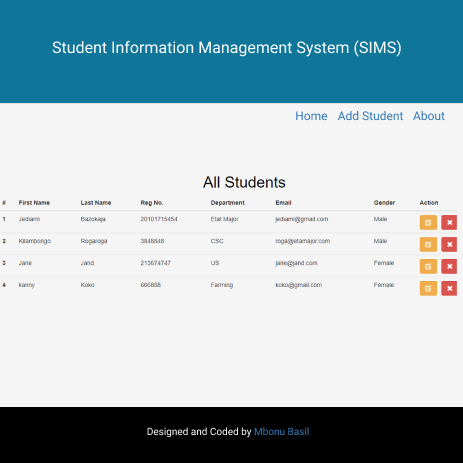 Student Information Management System (SIMS)
Home Add Student About
All Students
# First Name Last Name Reg No. Department Email Gender Action
1 Jediami Bazokaja 20101715454 Etat Major jediami@gmail.com Male
2 Kilambongo Rogaroga 3848848 CSC roga@etamajor.com Male
3 Jane Jand 213674747 US jane@jand.com Female
4 kanny Koko 666888 Farming koko@gmail.com Female
Designed and Coded by Mbonu Basil